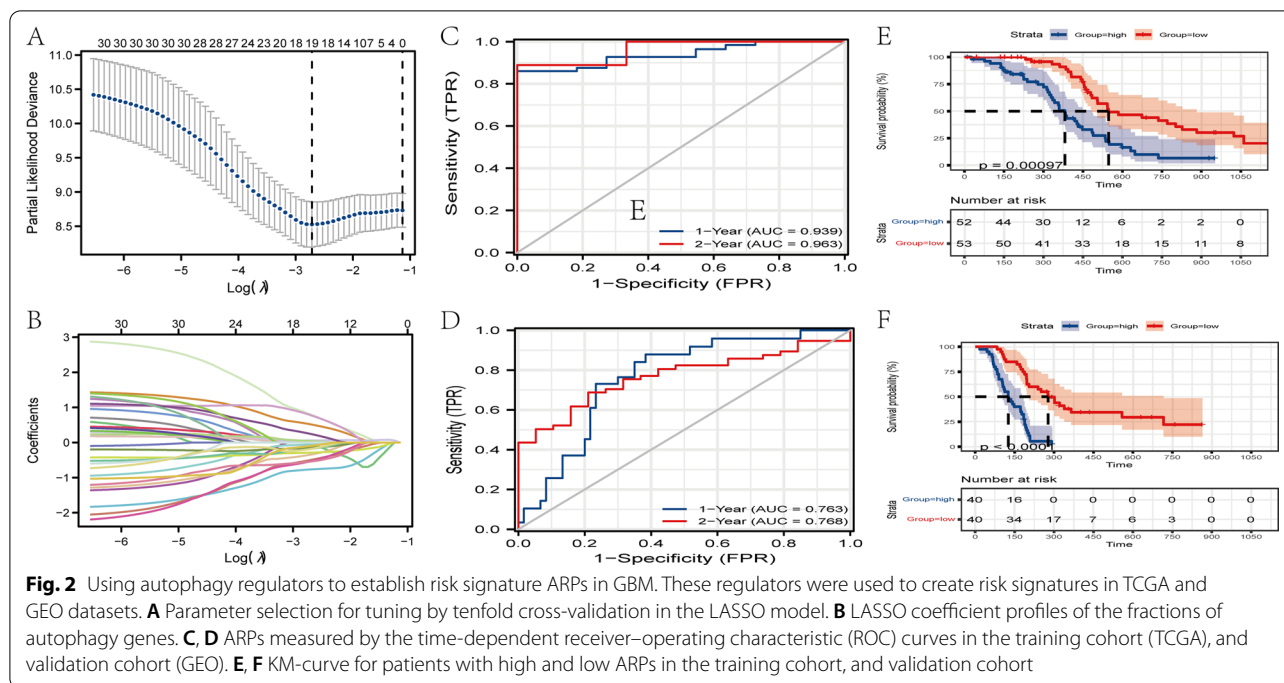 A
30 30 30 30 30 30 28 28 27 24 23 20 18 19 18 14 107 5 4 0
11.0
10.5
10.0
9.5
9.0
8.5
Partial Likelihood Deviance
−6 −5 −4 −3 −2 −1
Log(λ)
B
30 30 24 18 12 0
3
2
1
0
−1
−2
Coefficients
−6 −5 −4 −3 −2 −1
Log(λ)
C
1.0
0.8
0.6
0.4
0.2
0.0
Sensitivity (TPR)
E
1−Year (AUC = 0.939)
2−Year (AUC = 0.963)
0.0 0.2 0.4 0.6 0.8 1.0
1−Specificity (FPR)
D
1.0
0.8
0.6
0.4
0.2
0.0
Sensitivity (TPR)
1−Year (AUC = 0.763)
2−Year (AUC = 0.768)
0.0 0.2 0.4 0.6 0.8 1.0
1−Specificity (FPR)
E
Strata Group=high Group=low
100
75
50
25
0
Survival probability (%)
p = 0.00097
0 150 300 450 600 750 900 1050
Time
Number at risk
Strata
Group=high 52 44 30 12 6 2 2 0
Group=low 53 50 41 33 18 15 11 8
0 150 300 450 600 750 900 1050
Time
F
Strata Group=high Group=low
100
75
50
25
0
Survival probability (%)
p < 0.0001
0 150 300 450 600 750 900 1050
Time
Number at risk
Strata
Group=high 40 16 0 0 0 0 0 0
Group=low 40 34 17 7 6 3 0 0
0 150 300 450 600 750 900 1050
Time
Fig. 2 Using autophagy regulators to establish risk signature ARPs in GBM. These regulators were used to create risk signatures in TCGA and
GEO datasets. A Parameter selection for tuning by tenfold cross-validation in the LASSO model. B LASSO coefficient profiles of the fractions of
autophagy genes. C, D ARPs measured by the time-dependent receiver–operating characteristic (ROC) curves in the training cohort (TCGA), and
validation cohort (GEO). E, F KM-curve for patients with high and low ARPs in the training cohort, and validation cohort